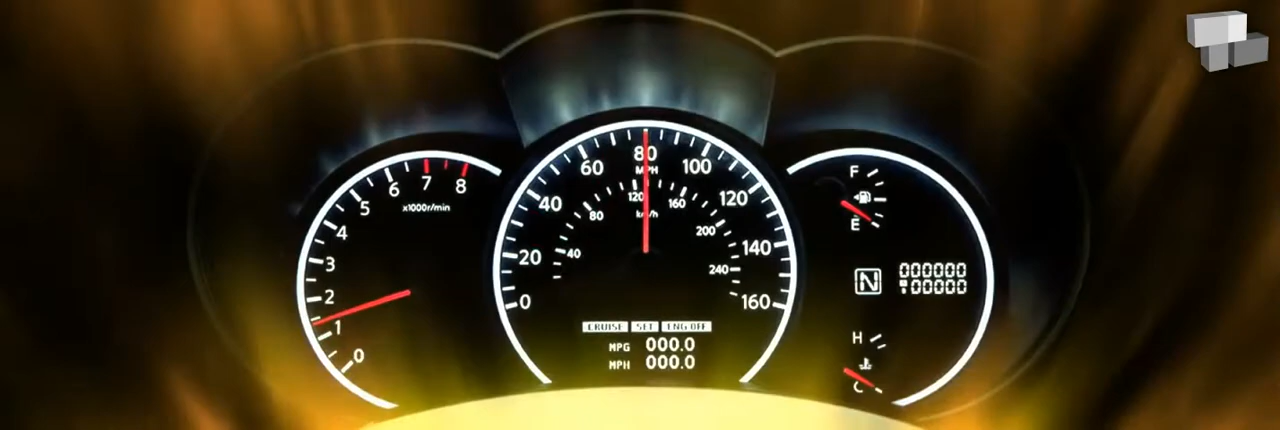 0
1
2
3
4
5
6
7
8
x1000r/min
0
20
40
60
80
100
120
140
160
MPH
40
80
120
160
200
240
km/h
CRUISE SET ENG OFF
MPG 000.0
MPH 000.0
F
E
N
000000
00000
H
C